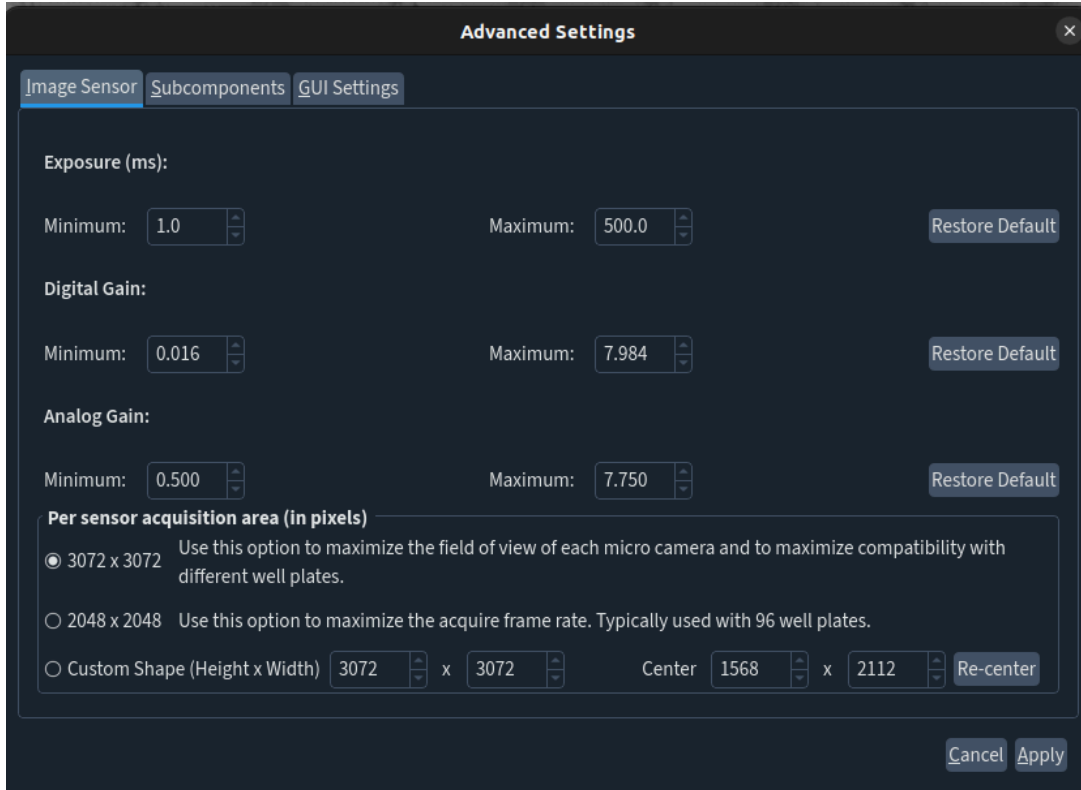 Advanced Settings
Image Sensor Subcomponents GUI Settings
Exposure (ms):
Minimum: 1.0 Maximum: 500.0 Restore Default
Digital Gain:
Minimum: 0.016 Maximum: 7.984 Restore Default
Analog Gain:
Minimum: 0.500 Maximum: 7.750 Restore Default
Per sensor acquisition area (in pixels)
3072 x 3072 Use this option to maximize the field of view of each micro camera and to maximize compatibility with
different well plates.
2048 x 2048 Use this option to maximize the acquire frame rate. Typically used with 96 well plates.
Custom Shape (Height x Width) 3072 x 3072 Center 1568 x 2112 Re-center
Cancel Apply